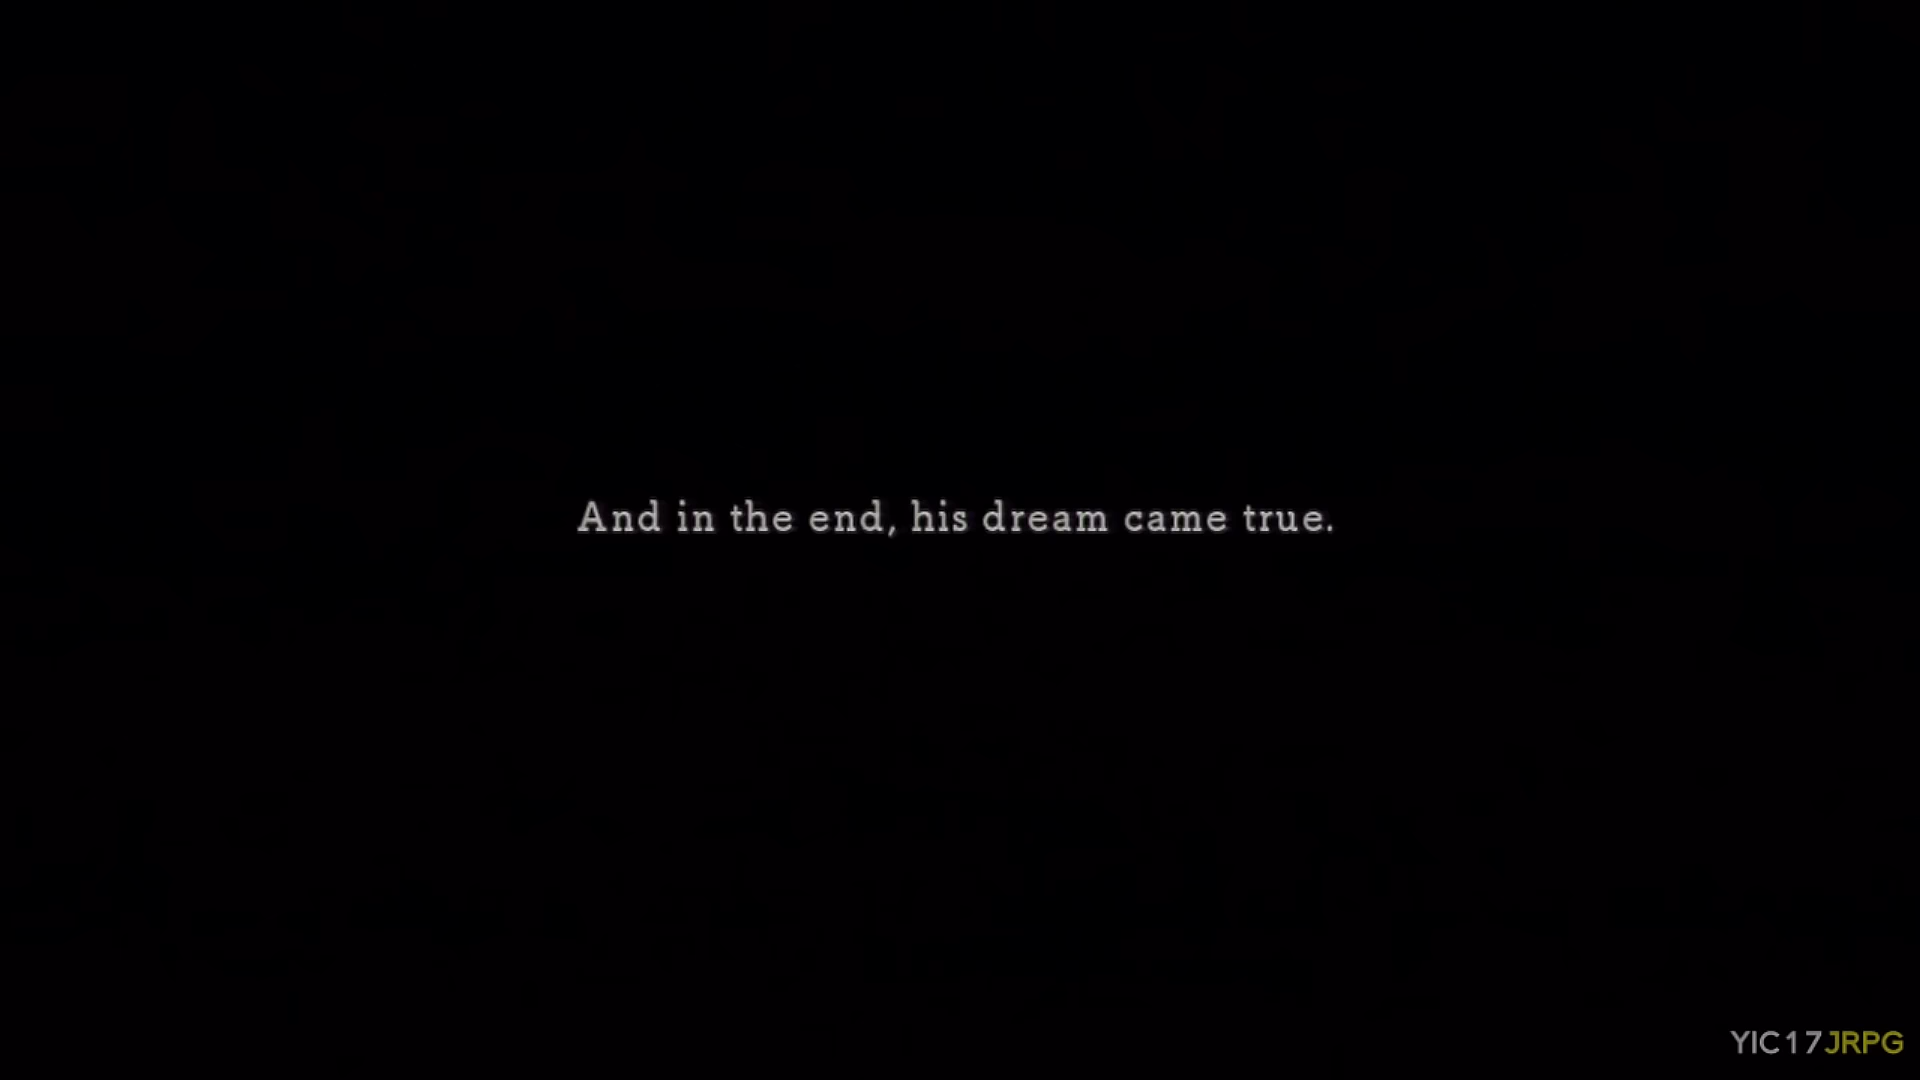 And in the end, his dream came true.
YIC17JRPG